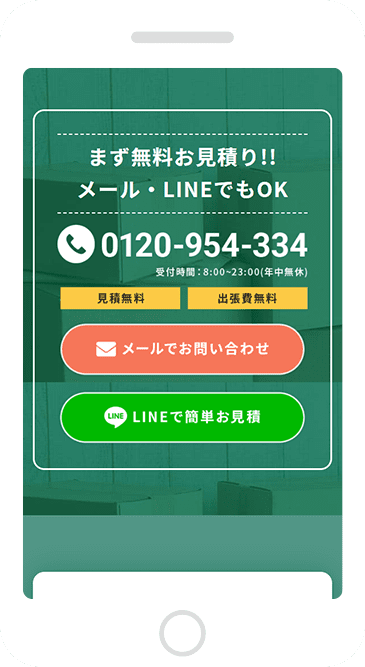 まず無料お見積り!!
メール・LINEでもOK
0120-954-334
受付時間：8:00~23:00(年中無休)
見積無料 出張費無料
メールでお問い合わせ
LINE LINEで簡単お見積